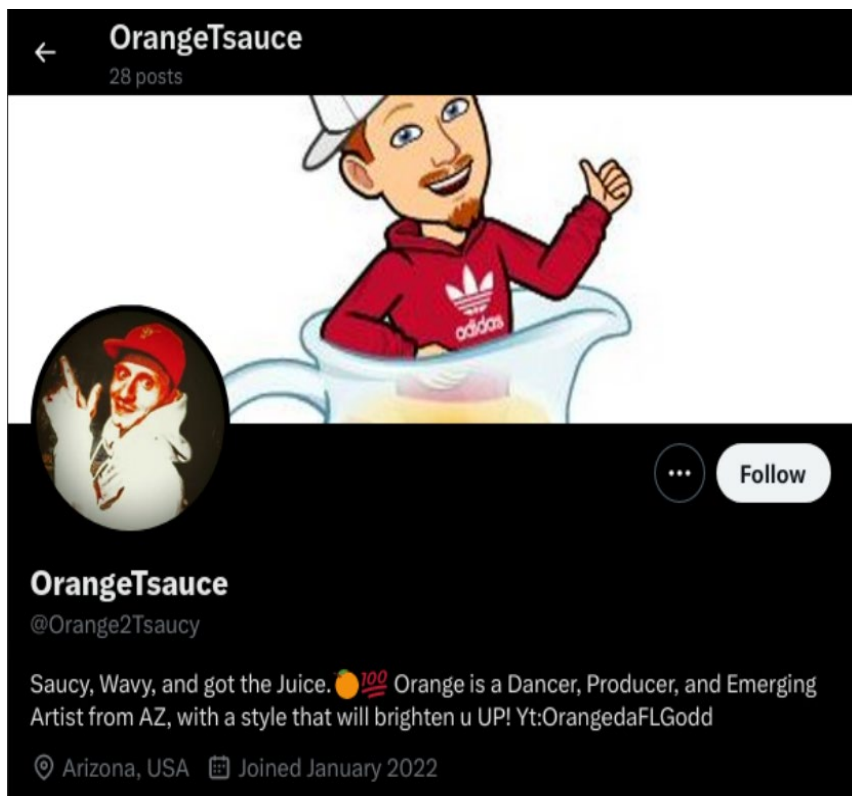 OrangeTsauce
28 posts
adidas
Follow
OrangeTsauce
@Orange2Tsaucy
Saucy, Wavy, and got the Juice.🍊💯 Orange is a Dancer, Producer, and Emerging
Artist from AZ, with a style that will brighten u UP! Yt:OrangedaFLGodd
Arizona, USA Joined January 2022